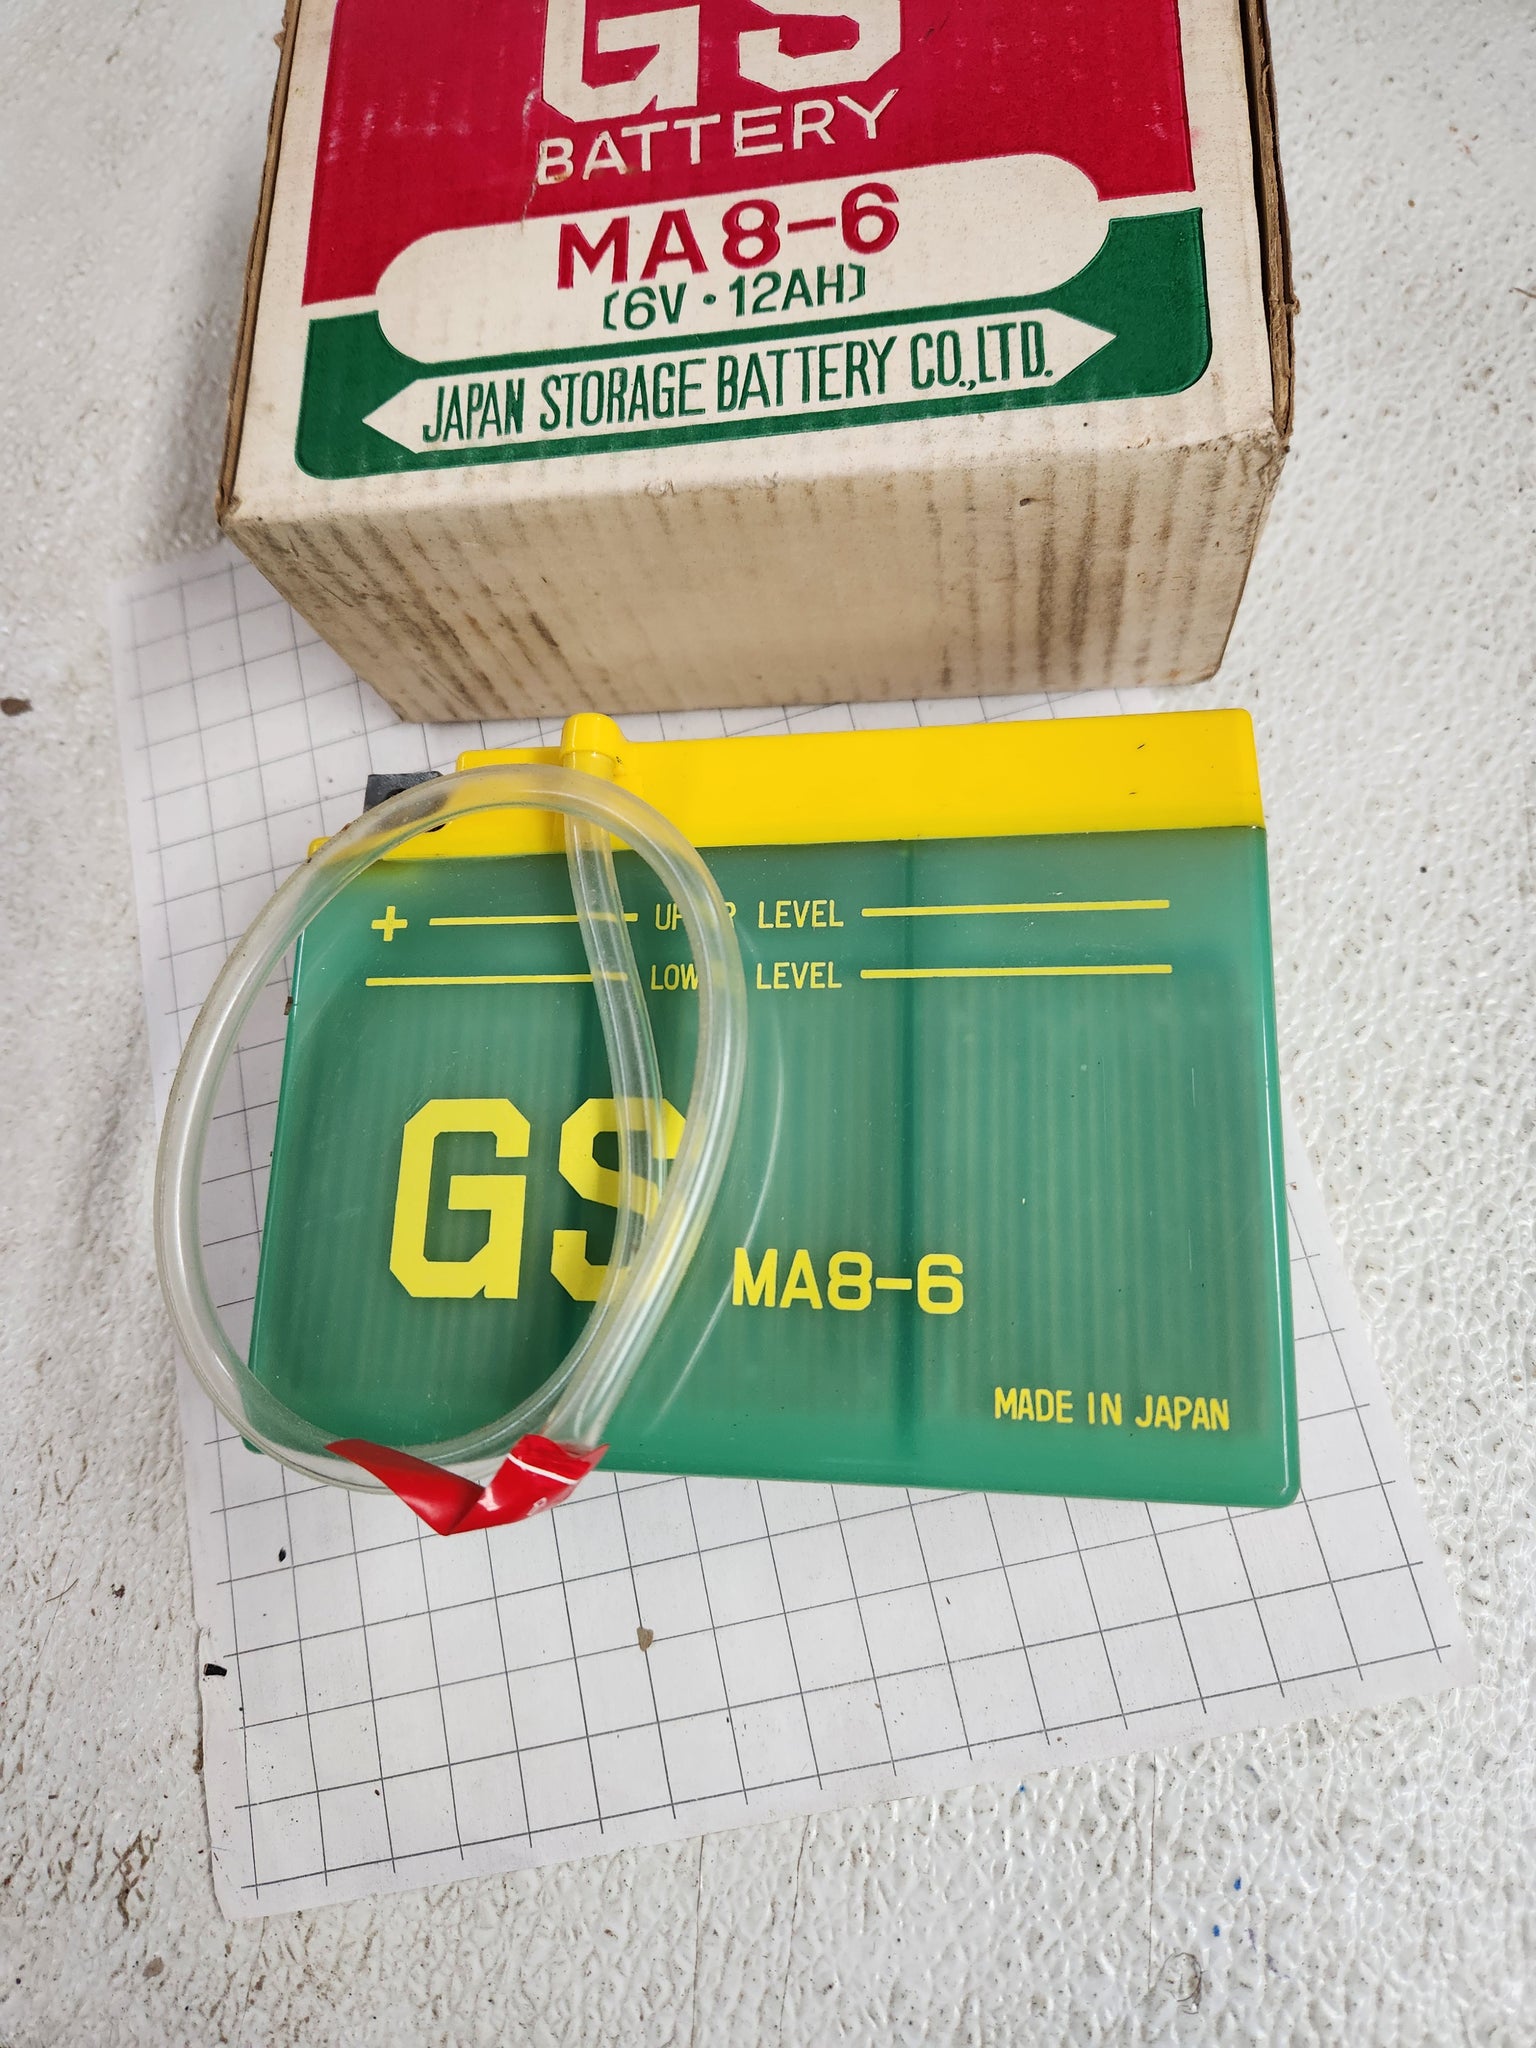 GS
BATTERY
MA8-6
(6V·12AH)
JAPAN STORAGE BATTERY CO.,LTD.
+ LEVEL
LEVEL
GS
MA8-6
MADE IN JAPAN